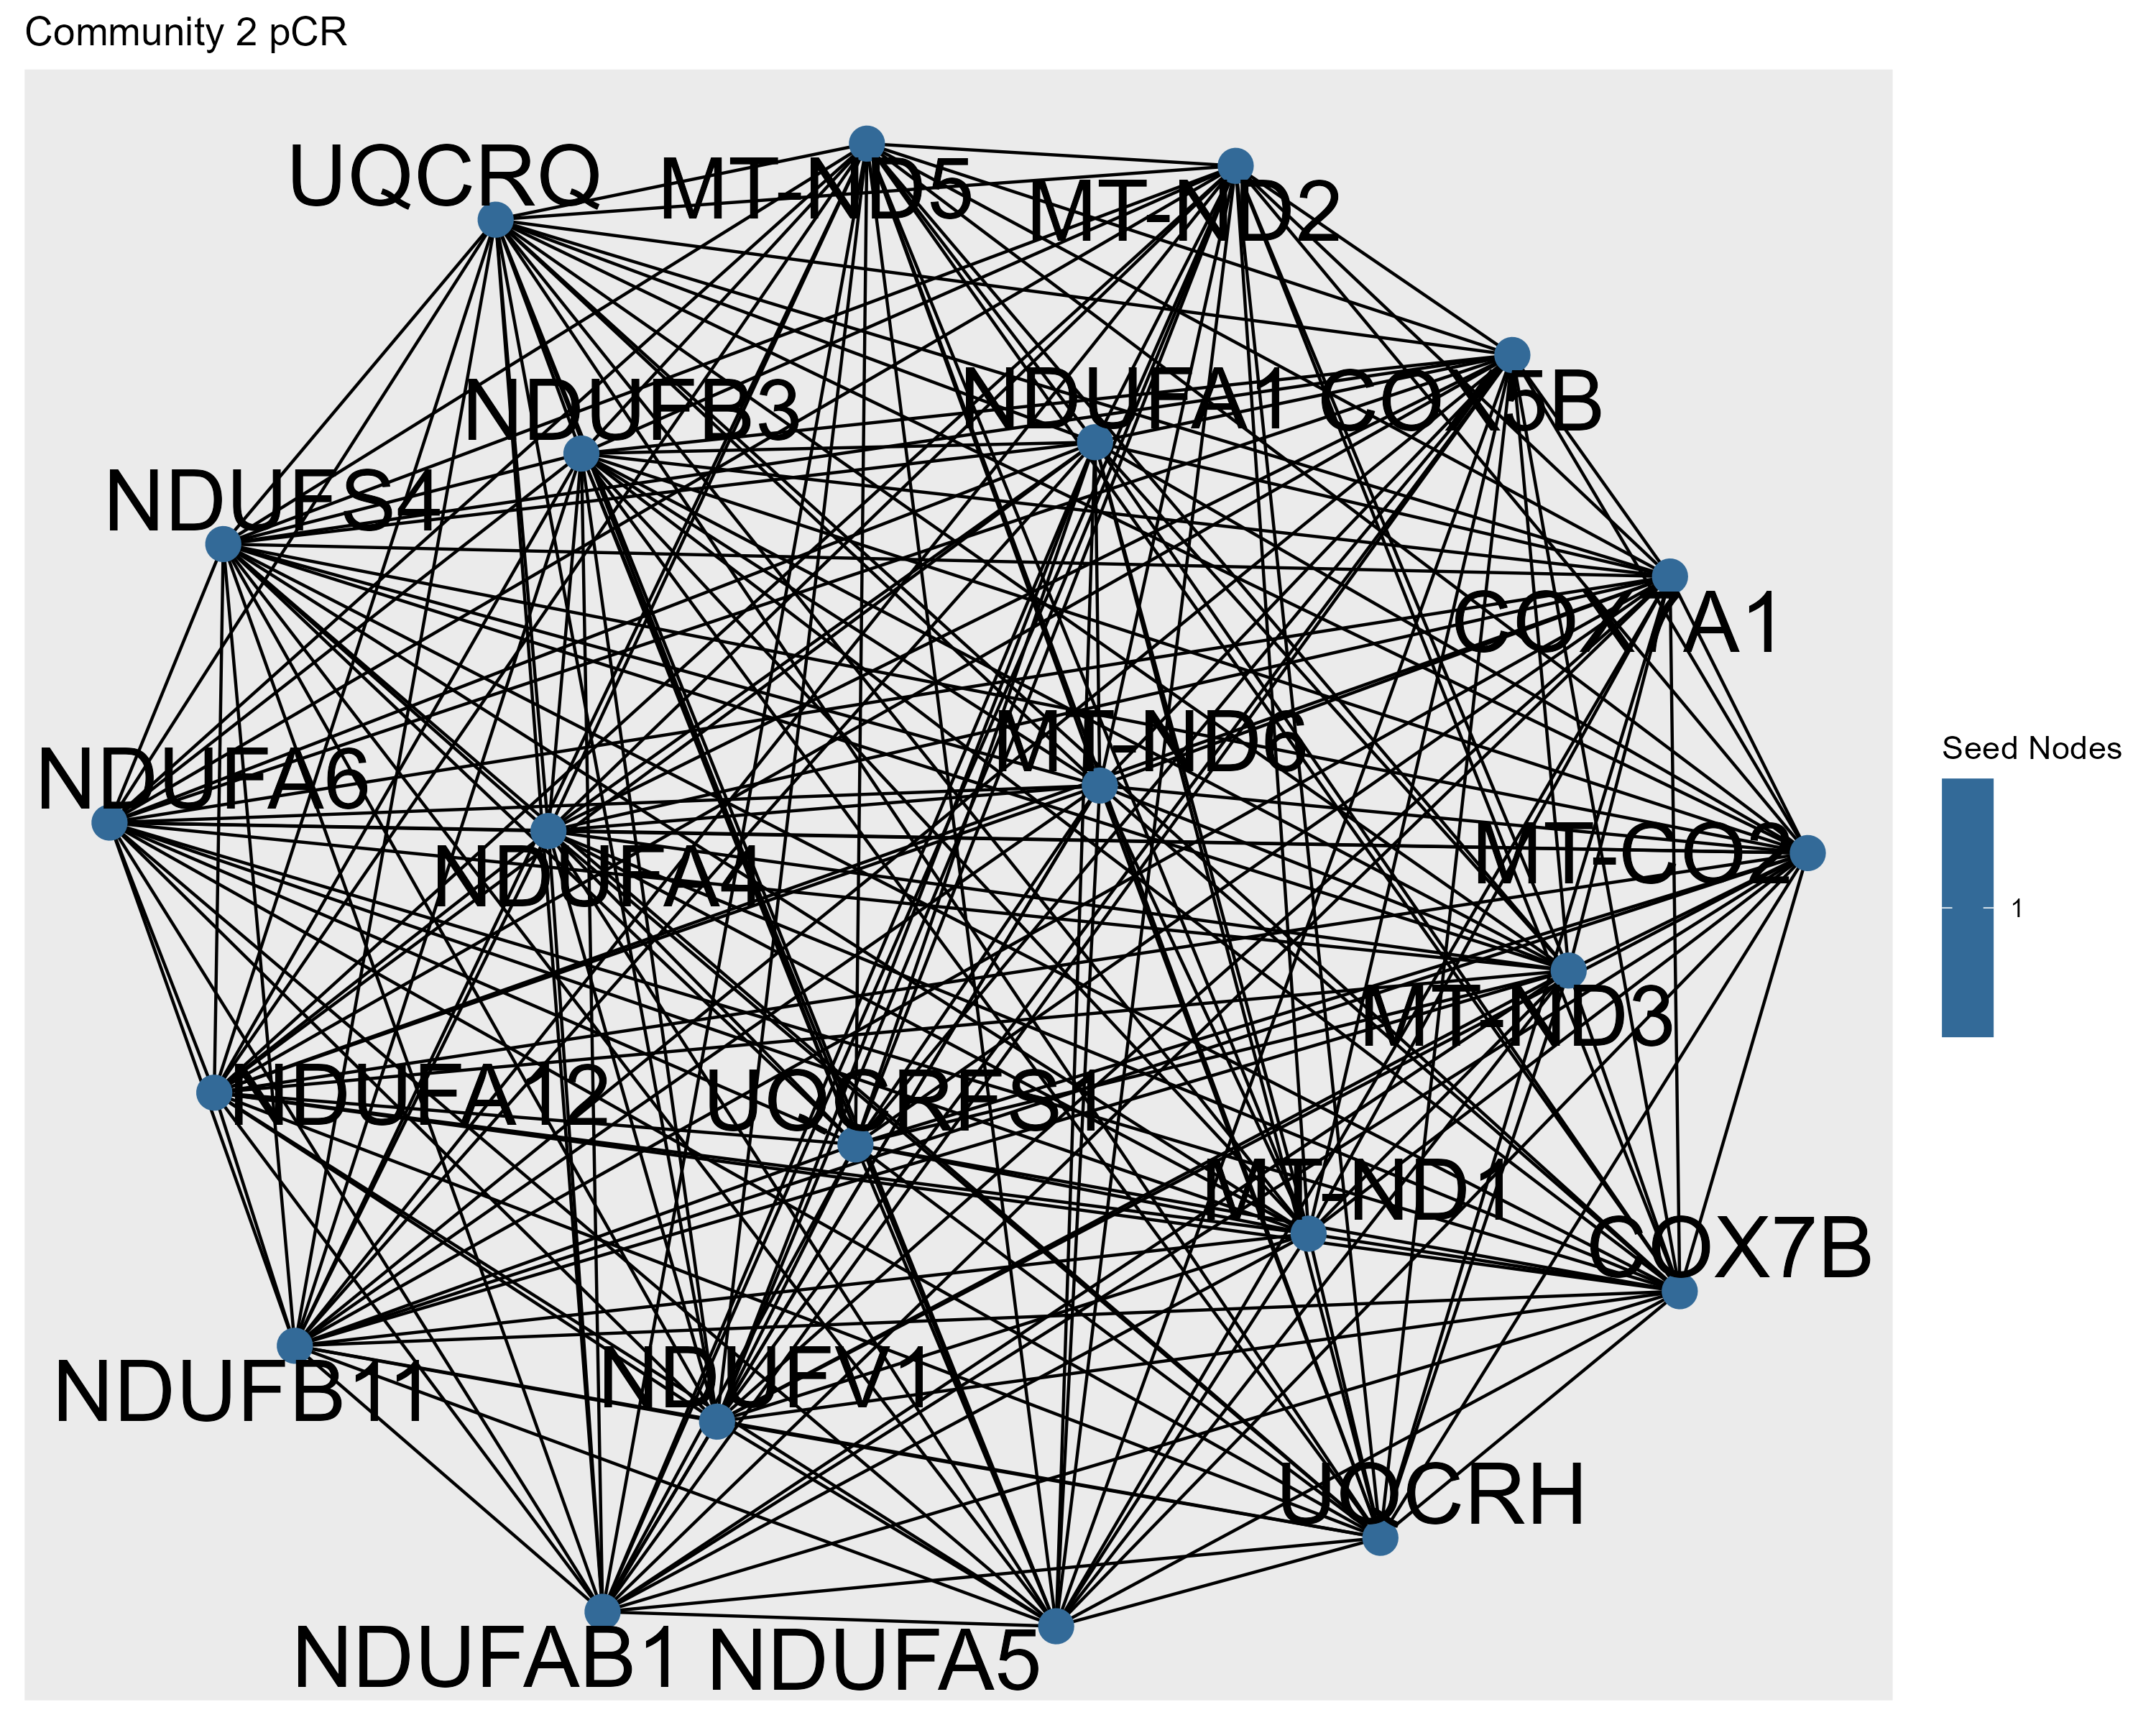 Community 2 pCR
UQCRQ
MT-ND5
MT-ND2
NDUFB3
NDUFA1
COX5B
NDUFS4
COX7A1
MT-ND6
Seed Nodes
NDUFA6
MT-CO2
NDUFA4
1
MT-ND3
NDUFA12
UQCRFS1
MT-ND1
COX7B
NDUFB11
NDUFV1
UQCRH
NDUFAB1
NDUFA5